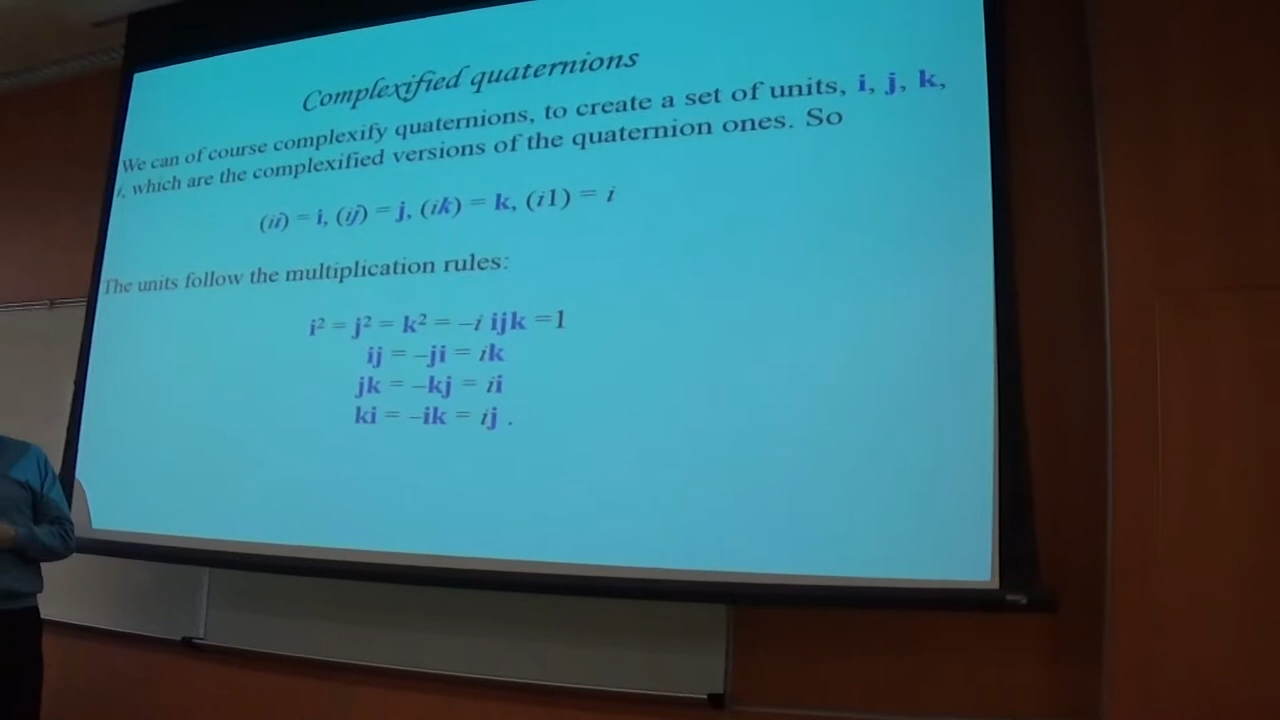 Complexified quaternions
We can of course complexify quaternions, to create a set of units, i, j, k,
i, which are the complexified versions of the quaternion ones. So
(ii) = i, (ij) = j, (ik) = k, (i1) = i
The units follow the multiplication rules:
i² = j² = k² = –i ijk =1
ij = –ji = ik
jk = –kj = ii
ki = –ik = ij .